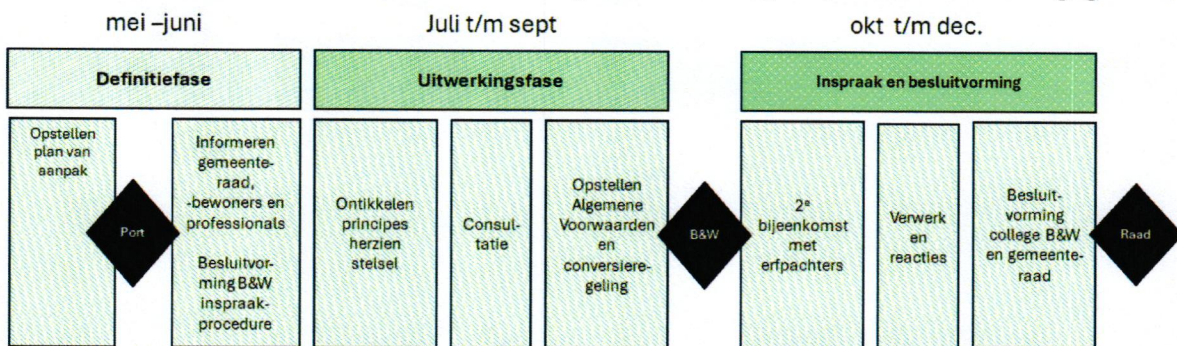 mei –juni
Juli t/m sept
okt t/m dec.
Definitiefase
Uitwerkingsfase
Inspraak en besluitvorming
Opstellen
plan van
aanpak
Port
Informeren
gemeente-
raad,
-bewoners en
professionals
Besluitvor-
ming B&W
inspraak-
procedure
Ontikkelen
principes
herzien
stelsel
Consul-
tatie
Opstellen
Algemene
Voorwaarden
en
conversiere-
geling
B&W
2e
bijeenkomst
met
erfpachters
Verwerk
en
reacties
Besluit-
vorming
college B&W
en gemeente-
raad
Raad